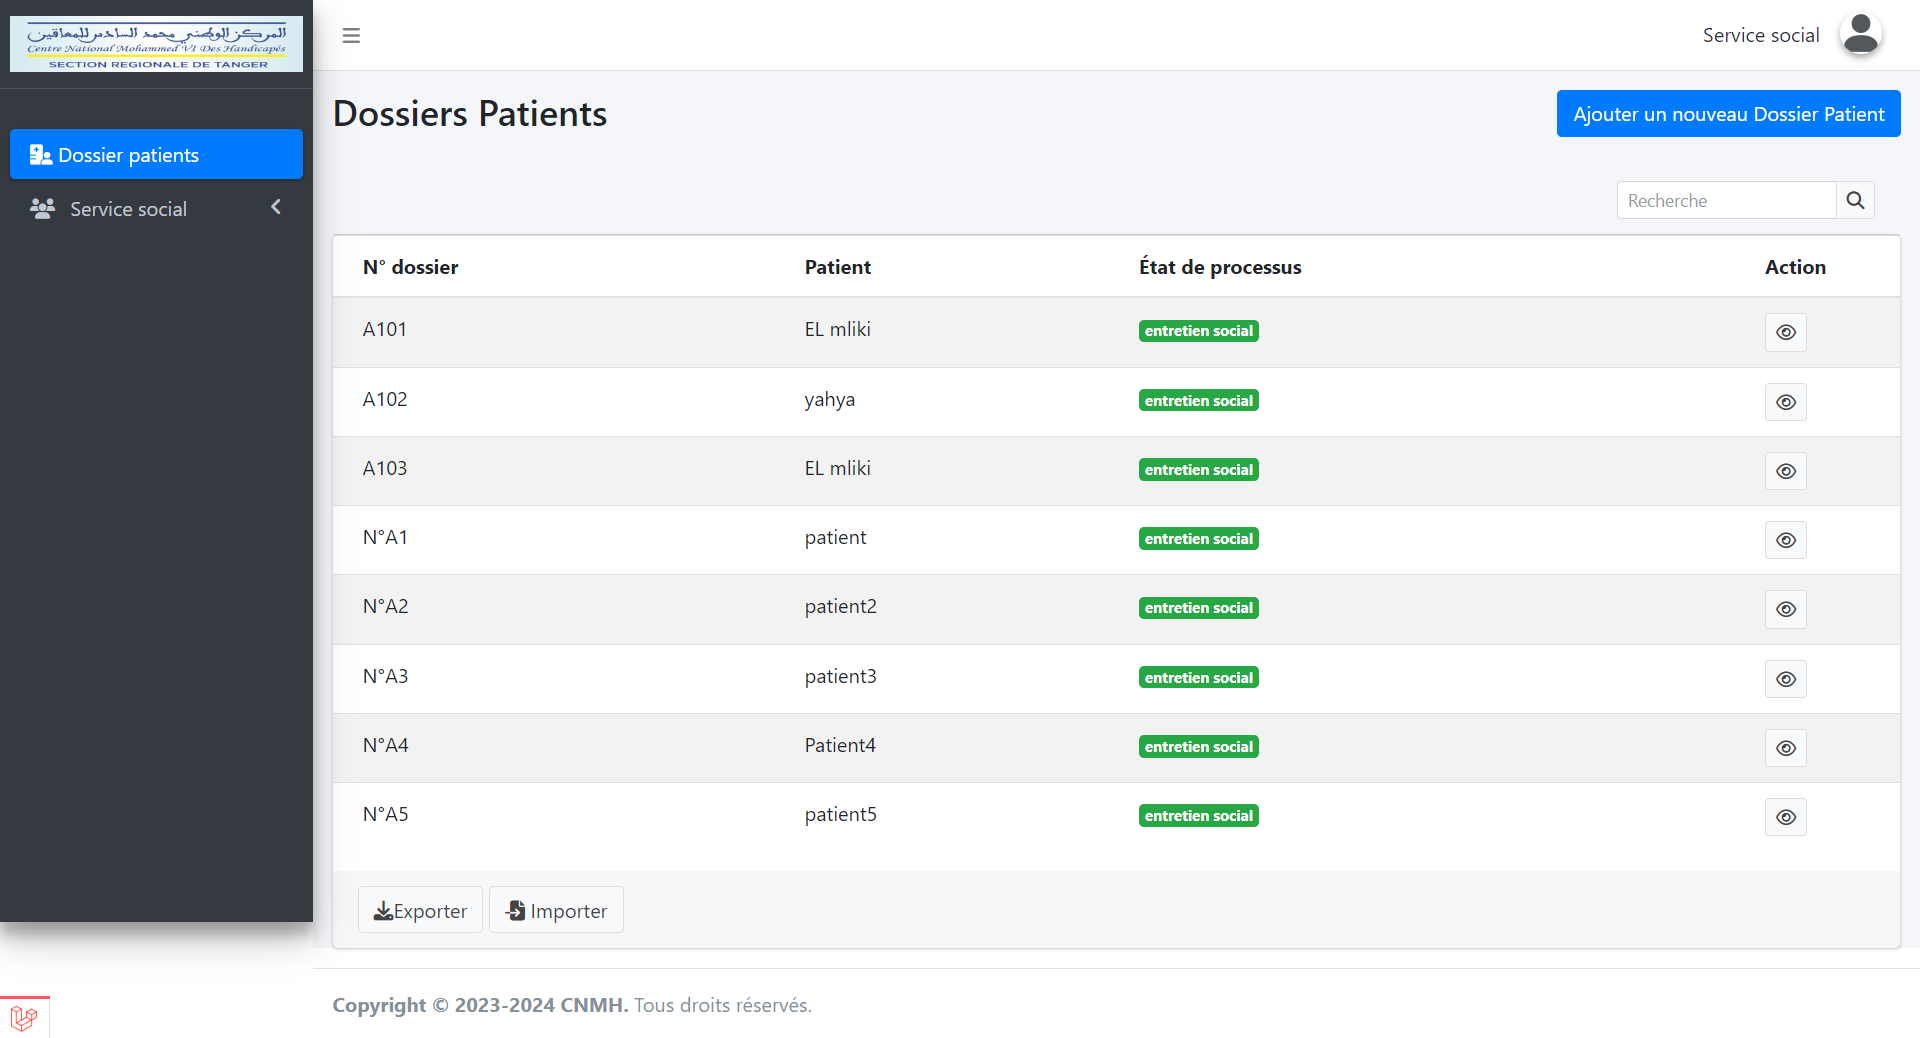 المركز الوطني محمد السادس للمعاقين
Centre National Mohammed VI Des Handicapés
SECTION REGIONALE DE TANGER
Service social
Dossier patients
Service social
Dossiers Patients
Ajouter un nouveau Dossier Patient
Recherche
N° dossier Patient État de processus Action
A101 EL mliki entretien social
A102 yahya entretien social
A103 EL mliki entretien social
N°A1 patient entretien social
N°A2 patient2 entretien social
N°A3 patient3 entretien social
N°A4 Patient4 entretien social
N°A5 patient5 entretien social
Exporter Importer
Copyright © 2023-2024 CNMH. Tous droits réservés.